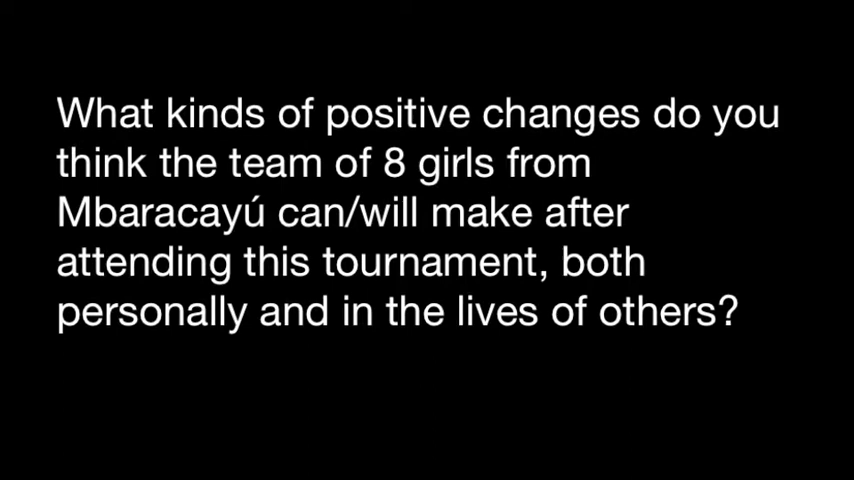 What kinds of positive changes do you
think the team of 8 girls from
Mbaracayú can/will make after
attending this tournament, both
personally and in the lives of others?